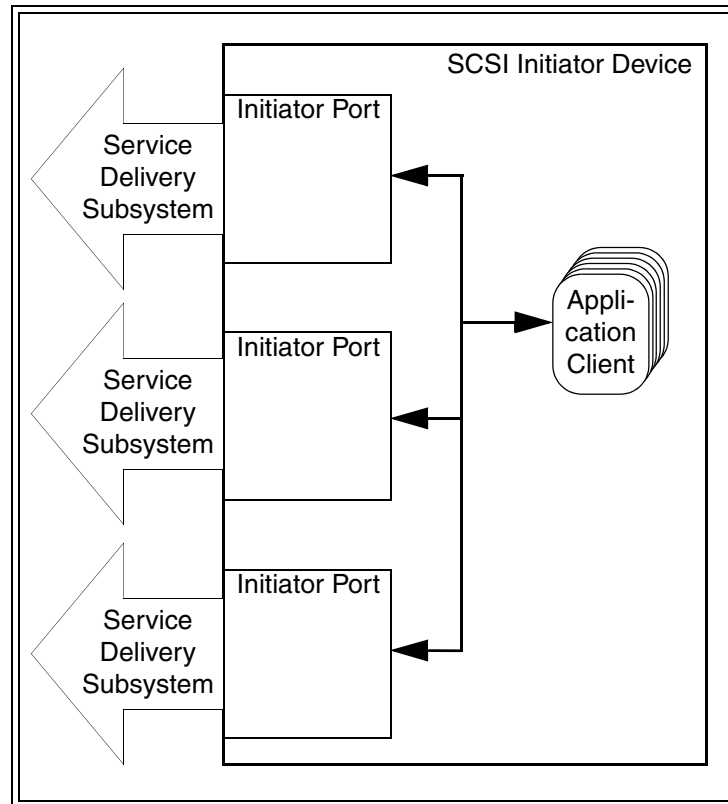 SCSI Initiator Device
Initiator Port
Service
Delivery
Subsystem
Appli-
cation
Client
Initiator Port
Service
Delivery
Subsystem
Initiator Port
Service
Delivery
Subsystem